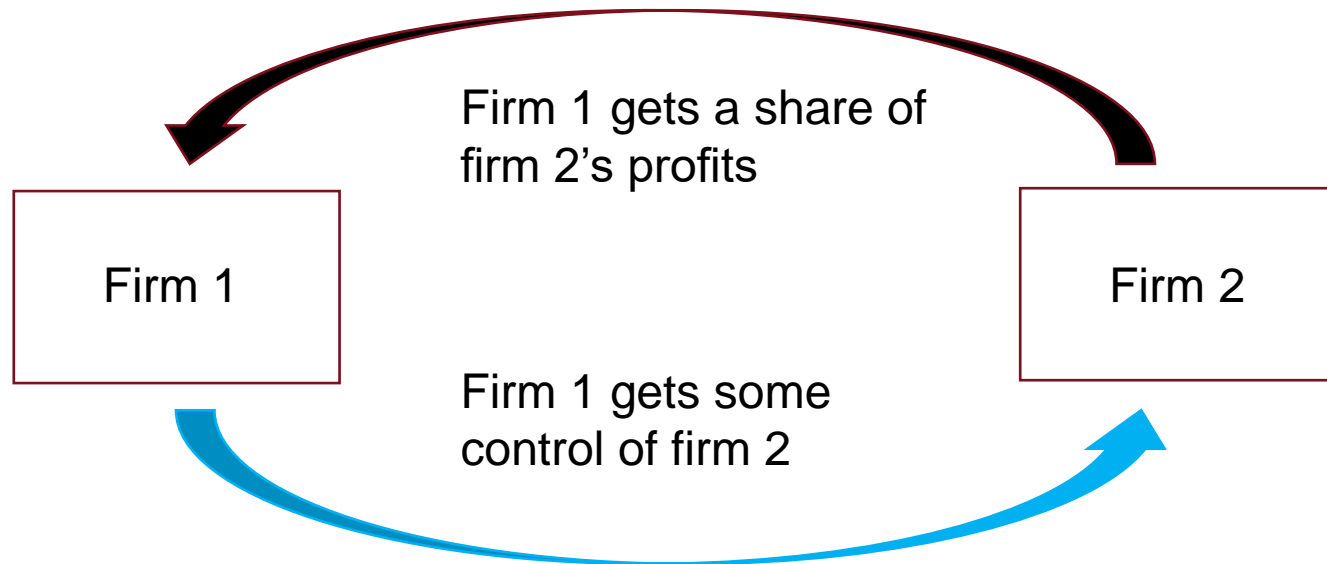 Firm 1 gets a share of
firm 2’s profits
Firm 1
Firm 2
Firm 1 gets some
control of firm 2